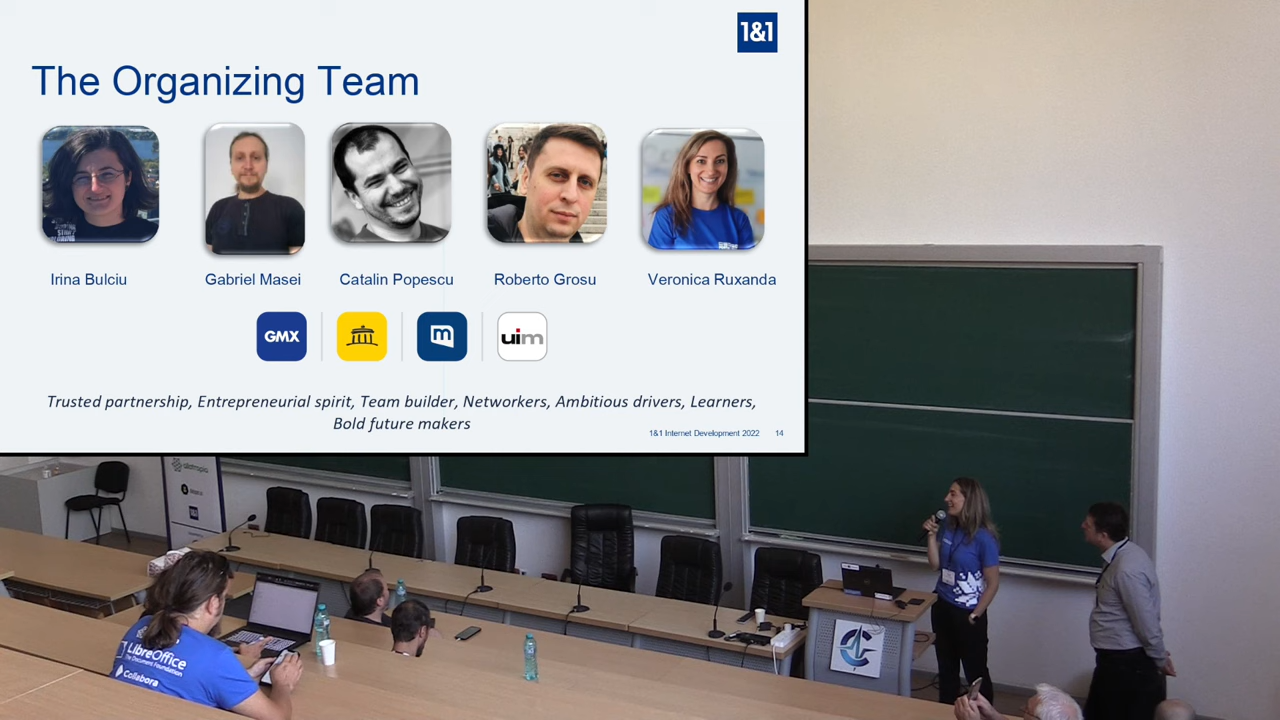 1&1
The Organizing Team
Irina Bulciu
Gabriel Masei
Catalin Popescu
Roberto Grosu
Veronica Ruxanda
GMX
m
uim
Trusted partnership, Entrepreneurial spirit, Team builder, Networkers, Ambitious drivers, Learners,
Bold future makers
1&1 Internet Development 2022
14
allotropia
LibreOffice
The Document Foundation
Collabora